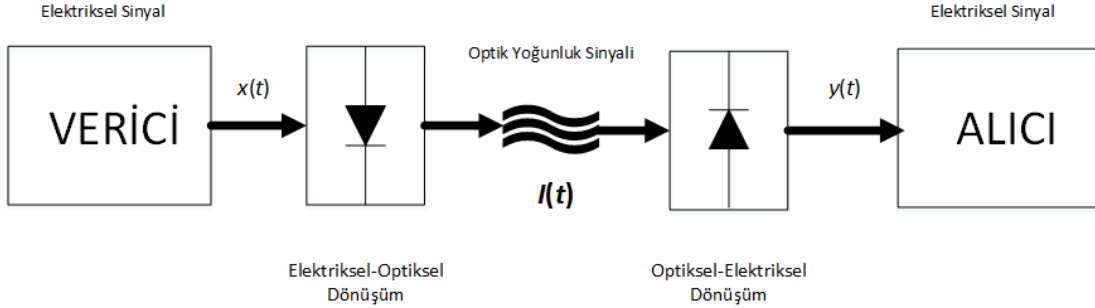 Elektriksel Sinyal
Elektriksel Sinyal
Optik Yoğunluk Sinyali
x(t)
y(t)
VERİCİ
ALICI
I(t)
Elektriksel-Optiksel
Dönüşüm
Optiksel-Elektriksel
Dönüşüm